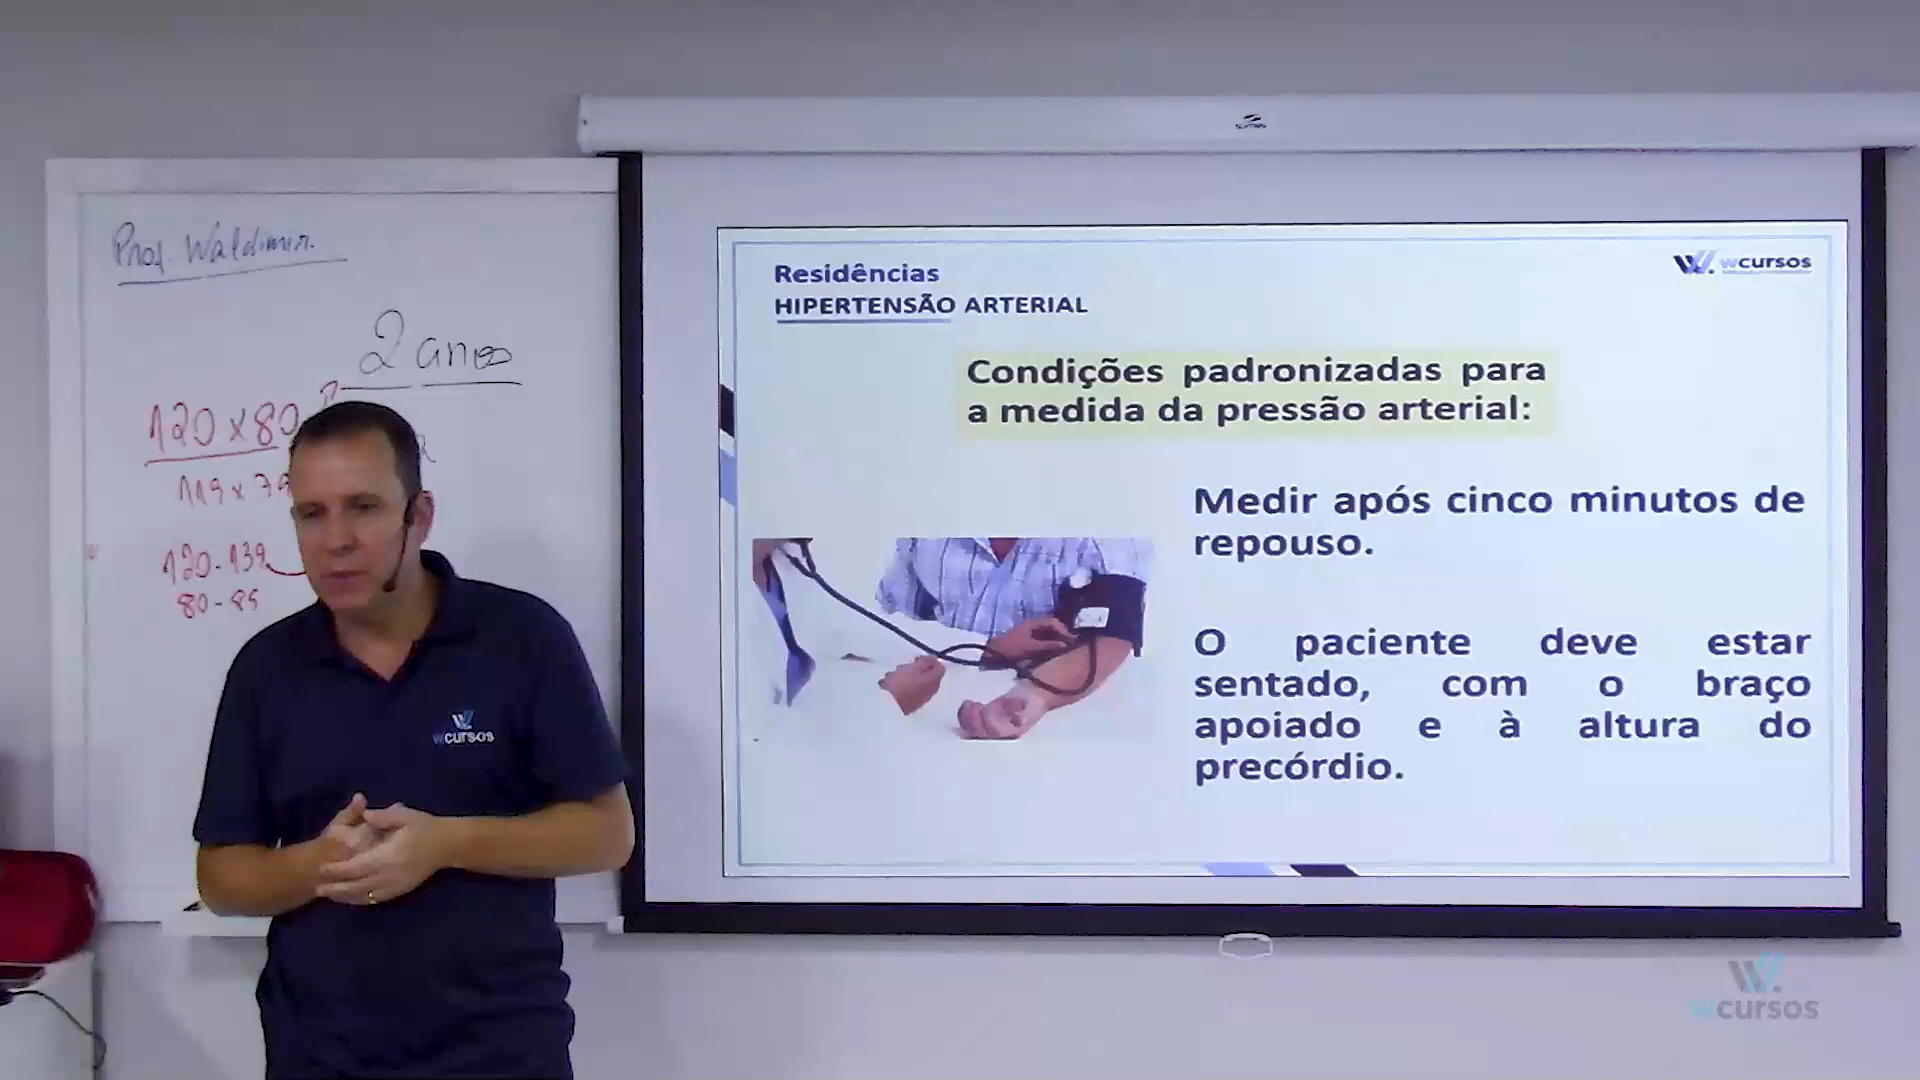 Prof. Waldimir.
2 anos
120 x 80
119 x 79
120-139
80-85
Residências
HIPERTENSÃO ARTERIAL
wcursos
Condições padronizadas para
a medida da pressão arterial:
Medir após cinco minutos de
repouso.
O paciente deve estar
sentado, com o braço
apoiado e à altura do
precórdio.
wcursos
wcursos